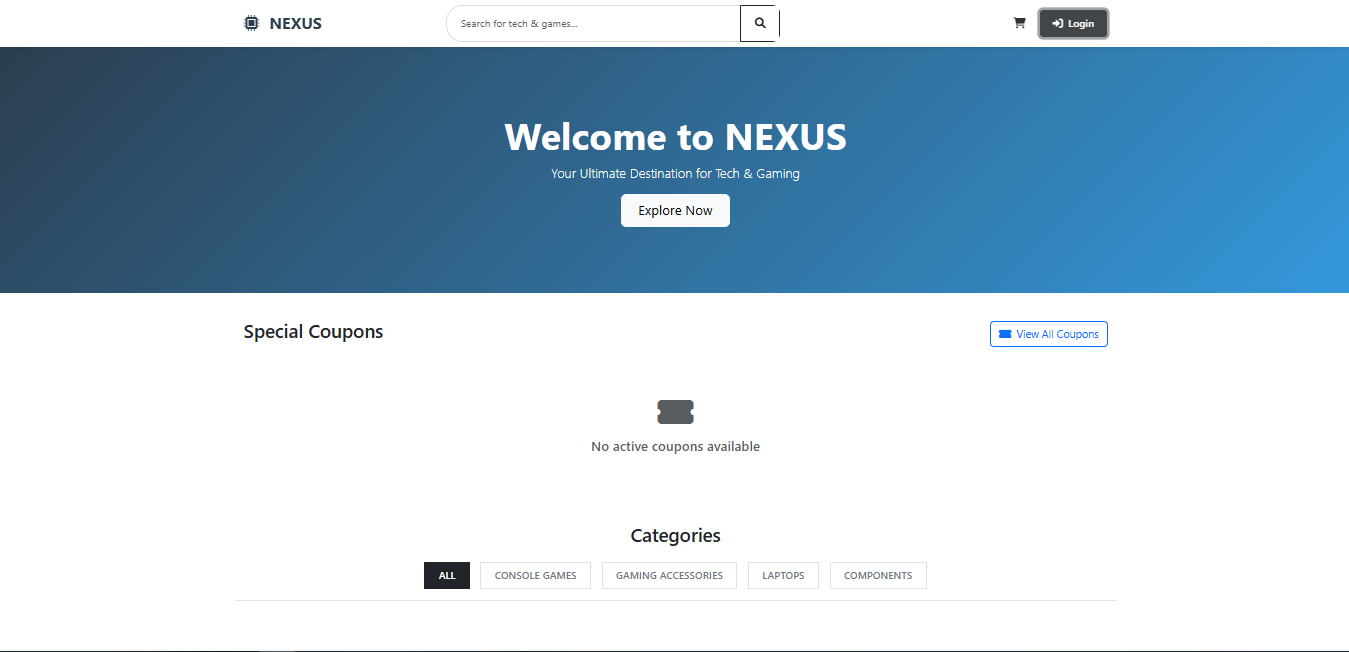 NEXUS
Search for tech & games...
Login
Welcome to NEXUS
Your Ultimate Destination for Tech & Gaming
Explore Now
Special Coupons
View All Coupons
No active coupons available
Categories
ALL
CONSOLE GAMES
GAMING ACCESSORIES
LAPTOPS
COMPONENTS